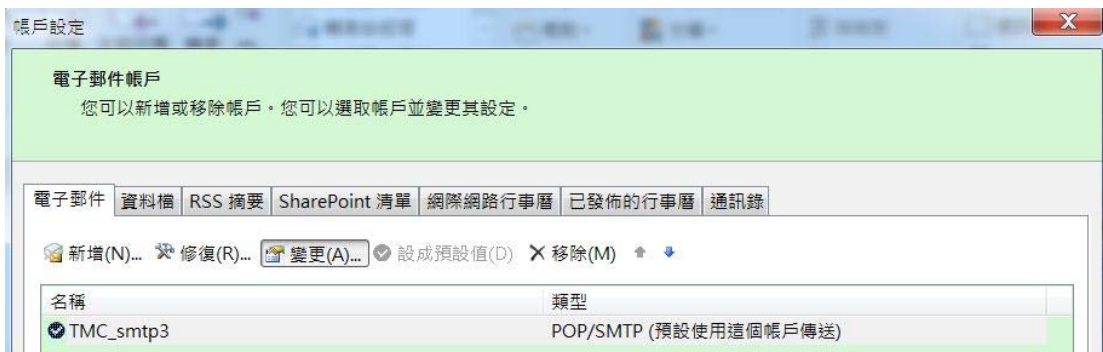 帳戶設定
電子郵件帳戶
您可以新增或移除帳戶。您可以選取帳戶並變更其設定。
電子郵件 資料檔 RSS 摘要 SharePoint 清單 網際網路行事曆 已發佈的行事曆 通訊錄
新增(N)... 修復(R)... 變更(A)... 設成預設值(D) 移除(M)
名稱 類型
TMC_smtp3 POP/SMTP (預設使用這個帳戶傳送)